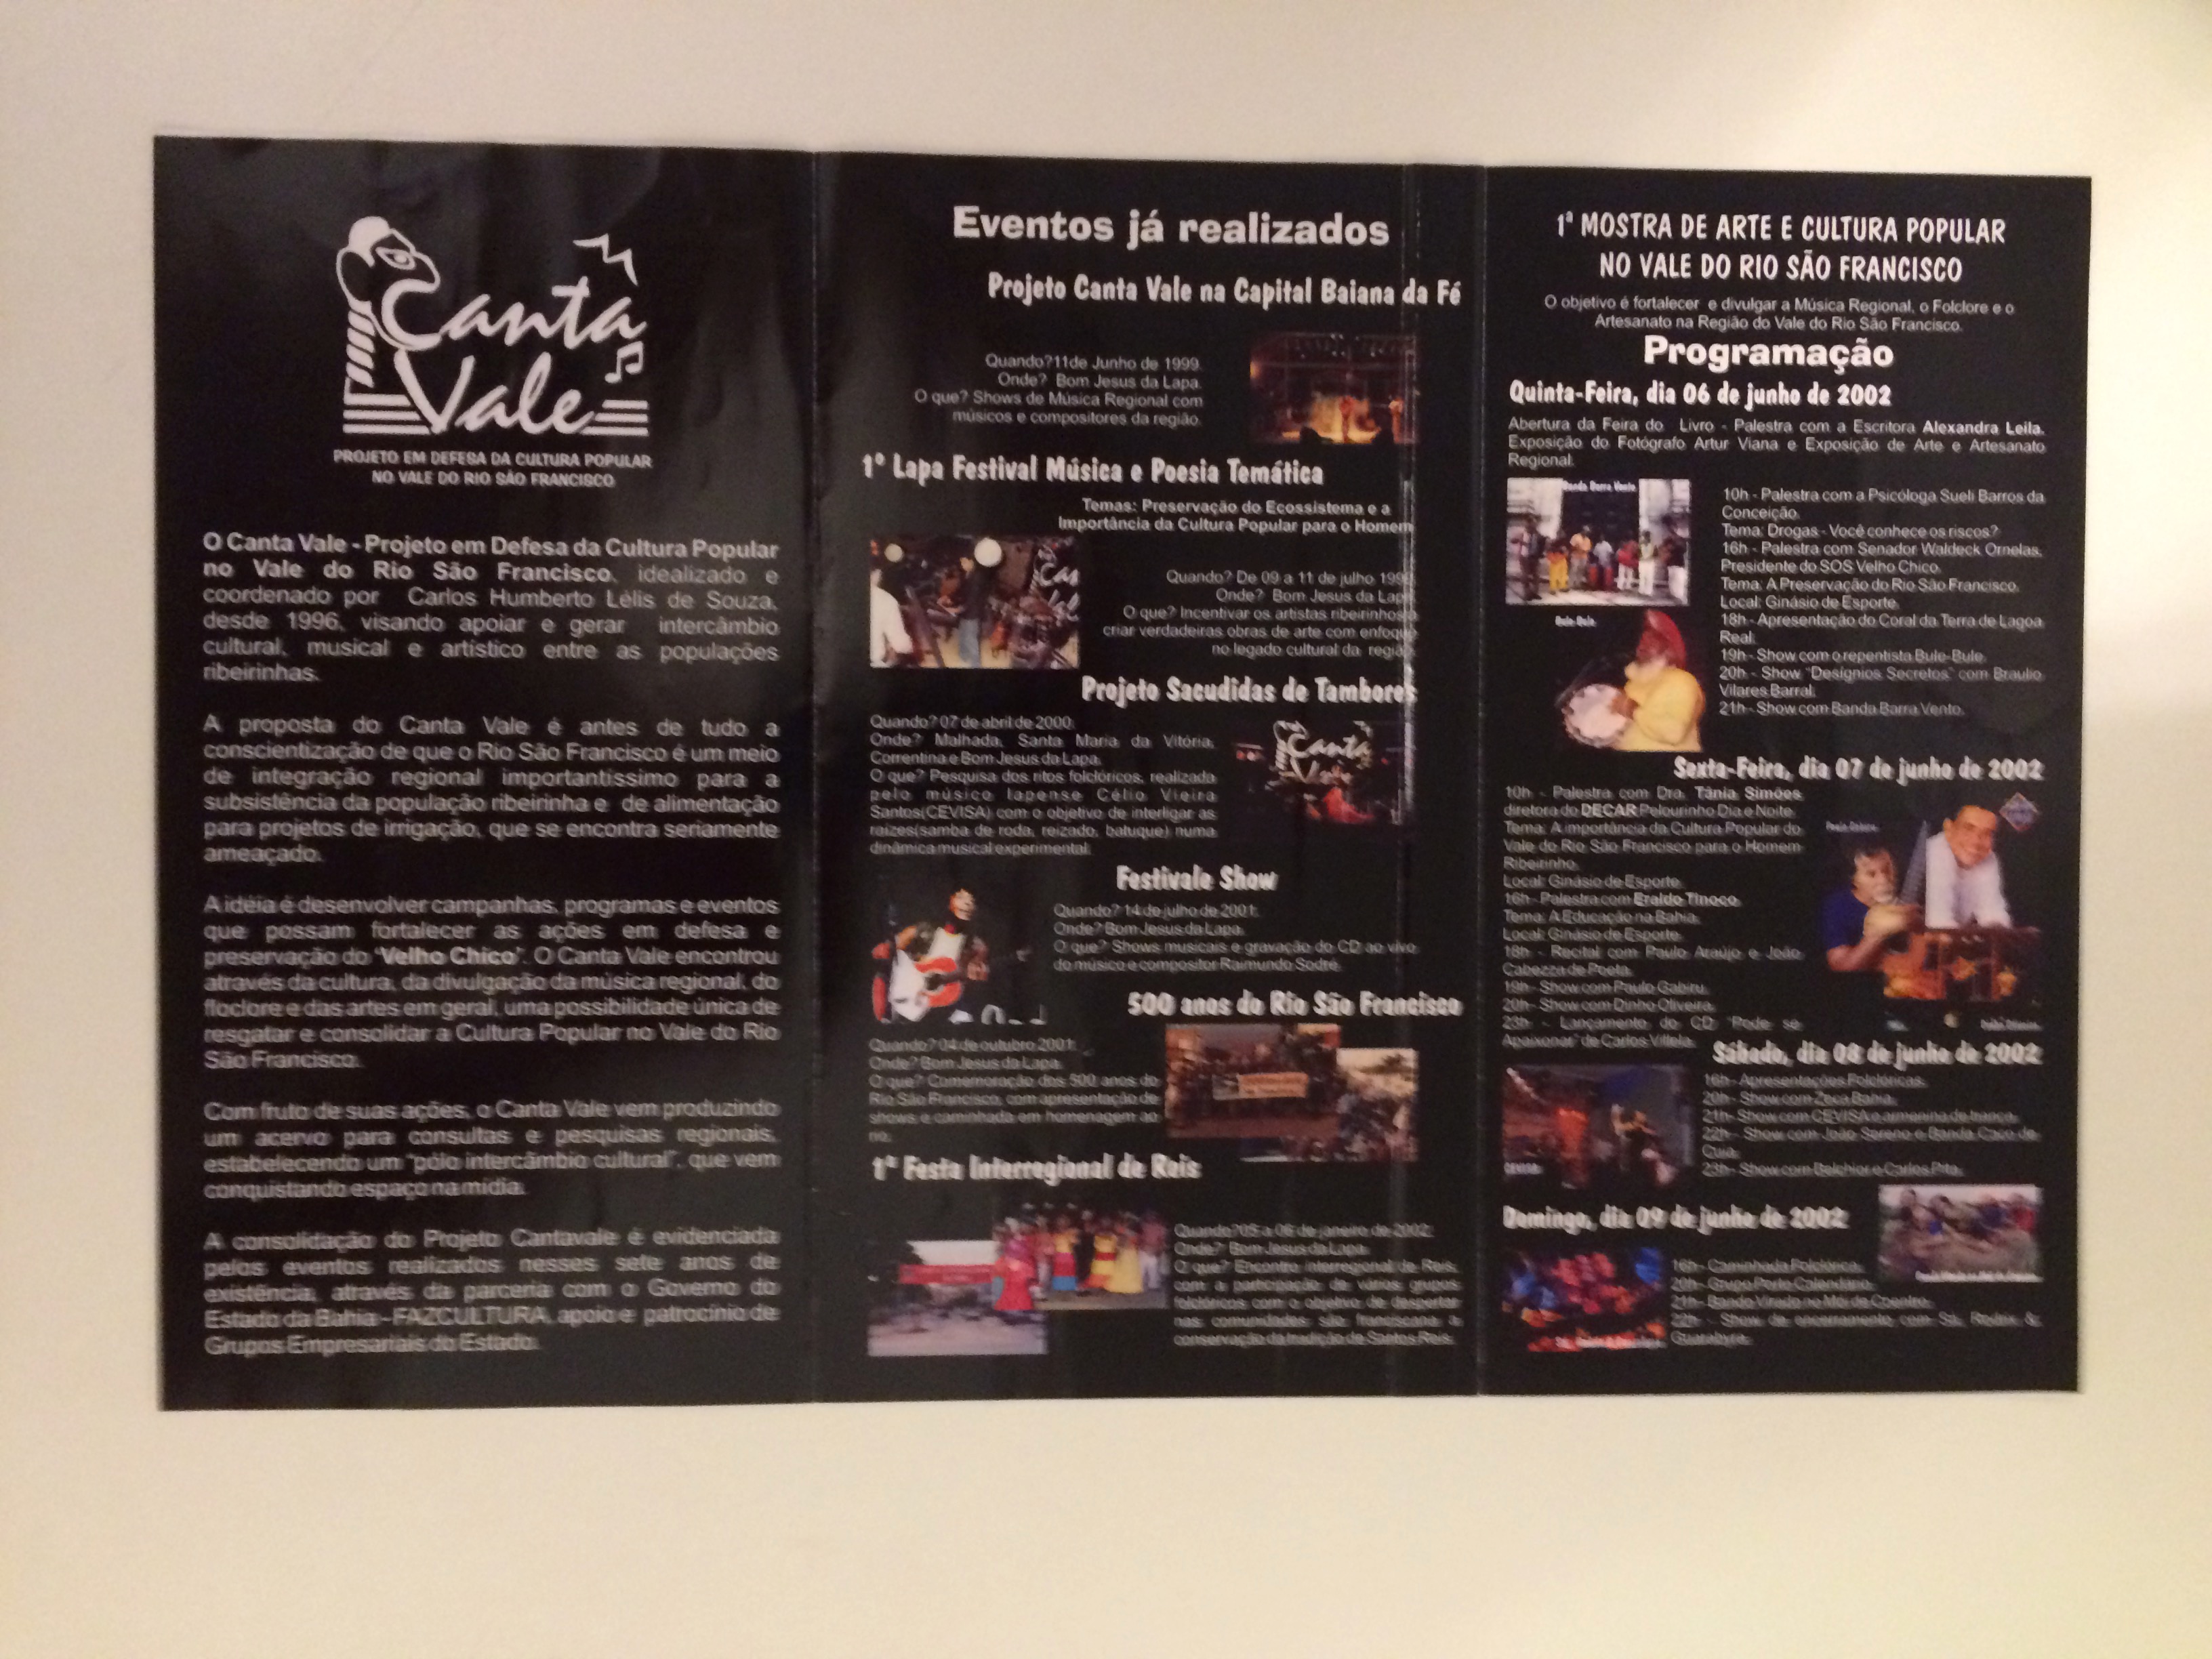 Canta
Vale
PROJETO EM DEFESA DA CULTURA POPULAR
NO VALE DO RIO SÃO FRANCISCO
O Canta Vale - Projeto em Defesa da Cultura Popular
no Vale do Rio São Francisco, idealizado e
coordenado por Carlos Humberto Lélis de Souza,
desde 1996, visando apoiar e gerar intercâmbio
cultural, musical e artístico entre as populações
ribeirinhas.
A proposta do Canta Vale é antes de tudo a
conscientização de que o Rio São Francisco é um meio
de integração regional importantíssimo para a
subsistência da população ribeirinha e de alimentação
para projetos de irrigação, que se encontra seriamente
ameaçado.
A idéia é desenvolver campanhas, programas e eventos
que possam fortalecer as ações em defesa e
preservação do "Velho Chico". O Canta Vale encontrou
através da cultura, da divulgação da música regional, do
floclore e das artes em geral, uma possibilidade única de
resgatar e consolidar a Cultura Popular no Vale do Rio
São Francisco.
Com fruto de suas ações, o Canta Vale vem produzindo
um acervo para consultas e pesquisas regionais,
estabelecendo um "pólo intercâmbio cultural", que vem
conquistando espaço na mídia.
A consolidação do Projeto Cantavale é evidenciada
pelos eventos realizados nesses sete anos de
existência, através da parceria com o Governo do
Estado da Bahia - FAZCULTURA, apoio e patrocínio de
Grupos Empresariais do Estado.
Eventos já realizados
Projeto Canta Vale na Capital Baiana da Fé
Quando?11de Junho de 1999.
Onde? Bom Jesus da Lapa.
O que? Shows de Música Regional com
músicos e compositores da região.
1º Lapa Festival Música e Poesia Temática
Temas: Preservação do Ecossistema e a
Importância da Cultura Popular para o Homem
Quando? De 09 a 11 de julho 199
Onde? Bom Jesus da Lap
O que? Incentivar os artistas ribeirinhos a
criar verdadeiras obras de arte com enfoque
no legado cultural da regiã
Projeto Sacudidas de Tambores
Quando? 07 de abril de 2000.
Onde? Malhada, Santa Maria da Vitória,
Correntina e Bom Jesus da Lapa.
O que? Pesquisa dos ritos folclóricos, realizada
pelo músico lapense Célio Vieira
Santos(CEVISA) com o objetivo de interligar as
raízes(samba de roda, reizado, batuque) numa
dinâmica musical experimental.
Canta
Vale
Festivale Show
Quando? 14 de julho de 2001.
Onde? Bom Jesus da Lapa.
O que? Shows musicais e gravação do CD ao vivo
do músico e compositor Raimundo Sodré.
500 anos do Rio São Francisco
Quando? 04 de outubro 2001.
Onde? Bom Jesus da Lapa.
O que? Comemoração dos 500 anos do
Rio São Francisco, com apresentação de
shows e caminhada em homenagem ao
rio.
1ª Festa Interregional de Reis
Quando?05 a 06 de janeiro de 2002.
Onde? Bom Jesus da Lapa.
O que? Encontro interregional de Reis,
com a participação de vários grupos
folclóricos com o objetivo de despertar
nas comunidades são franciscana a
conservação da tradição de Santos Reis.
1ª MOSTRA DE ARTE E CULTURA POPULAR
NO VALE DO RIO SÃO FRANCISCO
O objetivo é fortalecer e divulgar a Música Regional, o Folclore e o
Artesanato na Região do Vale do Rio São Francisco.
Programação
Quinta-Feira, dia 06 de junho de 2002
Abertura da Feira do Livro - Palestra com a Escritora Alexandra Leila.
Exposição do Fotógrafo Artur Viana e Exposição de Arte e Artesanato
Regional.
Banda Barra Vento
10h - Palestra com a Psicóloga Sueli Barros da
Conceição.
Tema: Drogas - Você conhece os riscos?
16h - Palestra com Senador Waldeck Ornelas,
Presidente do SOS Velho Chico.
Tema: A Preservação do Rio São Francisco.
Local: Ginásio de Esporte.
18h - Apresentação do Coral da Terra de Lagoa
Real.
19h - Show com o repentista Bule-Bule.
20h - Show "Desígnios Secretos" com Braulio
Vilares Barral.
21h - Show com Banda Barra Vento.
Bule-Bule
Sexta-Feira, dia 07 de junho de 2002
10h - Palestra com Dra. Tânia Simões,
diretora do DECAR Pelourinho Dia e Noite.
Tema: A importância da Cultura Popular do
Vale do Rio São Francisco para o Homem
Ribeirinho.
Local: Ginásio de Esporte.
16h - Palestra com Eraldo Tinoco.
Tema: A Educação na Bahia.
Local: Ginásio de Esporte.
18h - Recital com Paulo Araújo e João
Cabezza de Poeta.
19h - Show com Paulo Gabiru.
20h - Show com Dinho Oliveira.
23h - Lançamento do CD "Pode se
Apaixonar" de Carlos Villela.
Sábado, dia 08 de junho de 2002
16h - Apresentações Folclóricas.
20h - Show com Zeca Bahia.
21h - Show com CEVISA e a menina de trança.
22h - Show com João Sereno e Banda Caco de
Cuia.
23h - Show com Belchior e Carlos Pita.
CEVISA
Domingo, dia 09 de junho de 2002
16h - Caminhada Folclórica.
20h - Grupo Porto Calendário.
21h - Banda Virado no Mói de Coentro.
22h - Show de encerramento com Sá, Rodrix &
Guarabyra.